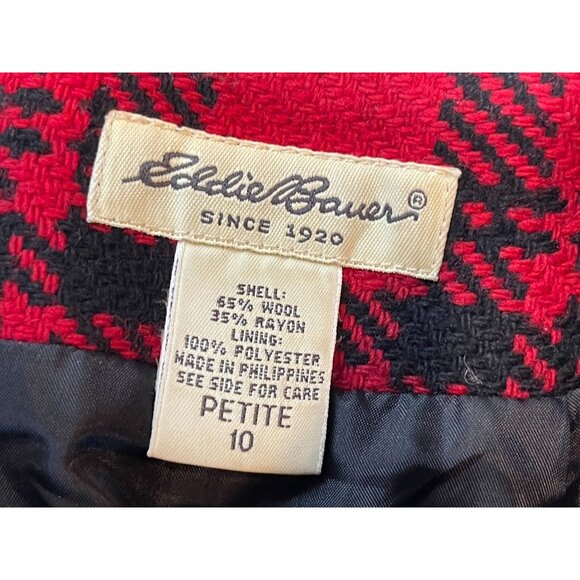 Eddie Bauer®
SINCE 1920
SHELL:
65% WOOL
35% RAYON
LINING:
100% POLYESTER
MADE IN PHILIPPINES
SEE SIDE FOR CARE
PETITE
10